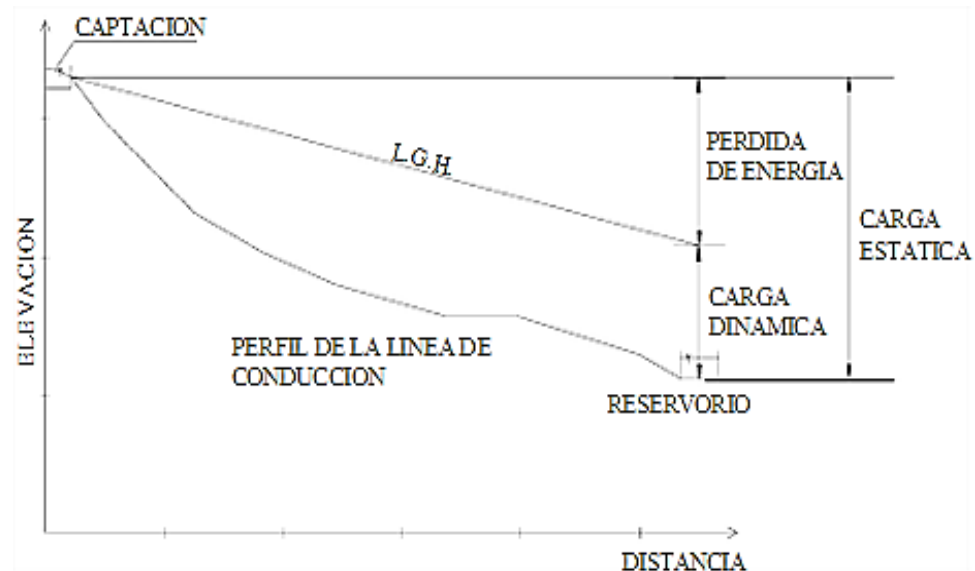 CAPTACION
L.G.H
PERDIDA
DE ENERGIA
CARGA
ESTATICA
ELEVACION
CARGA
DINAMICA
PERFIL DE LA LINEA DE
CONDUCCION
RESERVORIO
DISTANCIA